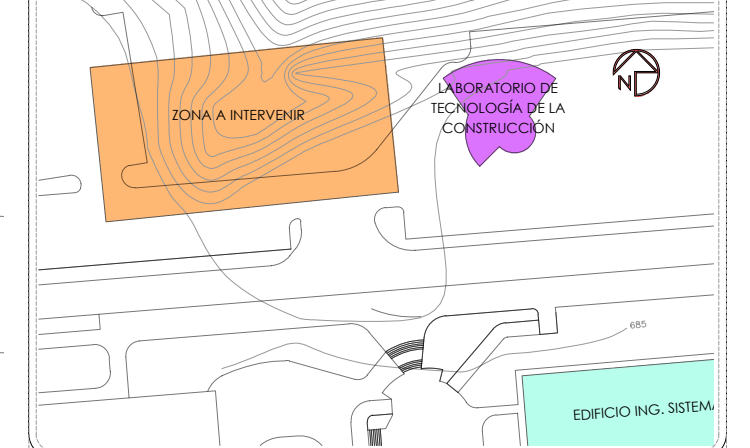 ZONA A INTERVENIR
LABORATORIO DE
TECNOLOGÍA DE LA
CONSTRUCCIÓN
N
685
EDIFICIO ING. SISTEMA